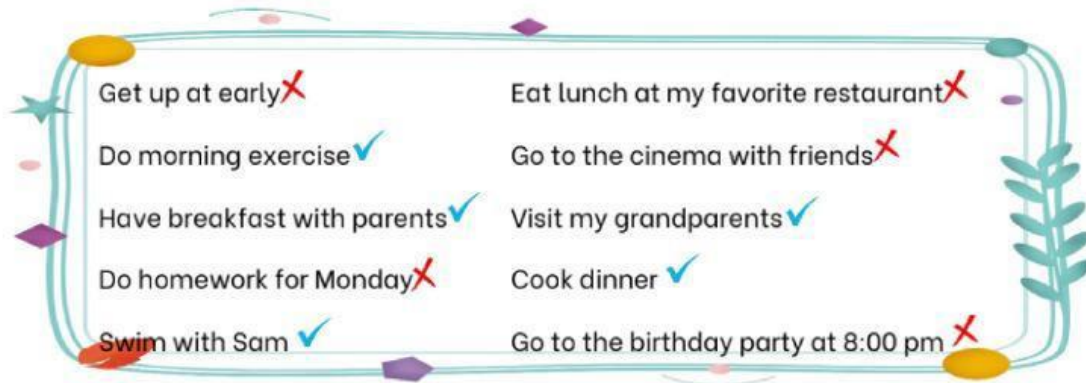 Get up at early
Do morning exercise
Have breakfast with parents
Do homework for Monday
Swim with Sam
Eat lunch at my favorite restaurant
Go to the cinema with friends
Visit my grandparents
Cook dinner
Go to the birthday party at 8:00 pm